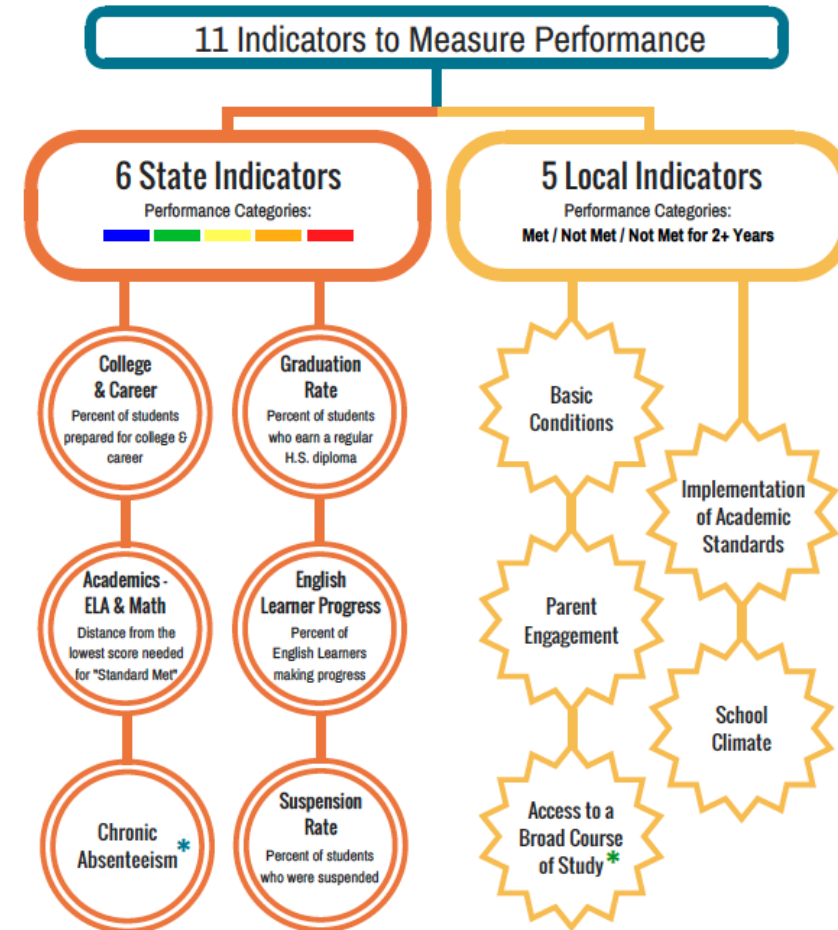 11 Indicators to Measure Performance
6 State Indicators
Performance Categories:
5 Local Indicators
Performance Categories:
Met / Not Met / Not Met for 2+ Years
College
& Career
Percent of students
prepared for college &
career
Graduation
Rate
Percent of students
who earn a regular
H.S. diploma
Academics -
ELA & Math
Distance from the
lowest score needed
for "Standard Met"
English
Learner Progress
Percent of
English Learners
making progress
Chronic
Absenteeism*
Suspension
Rate
Percent of students
who were suspended
Basic
Conditions
Implementation
of Academic
Standards
Parent
Engagement
School
Climate
Access to a
Broad Course
of Study*